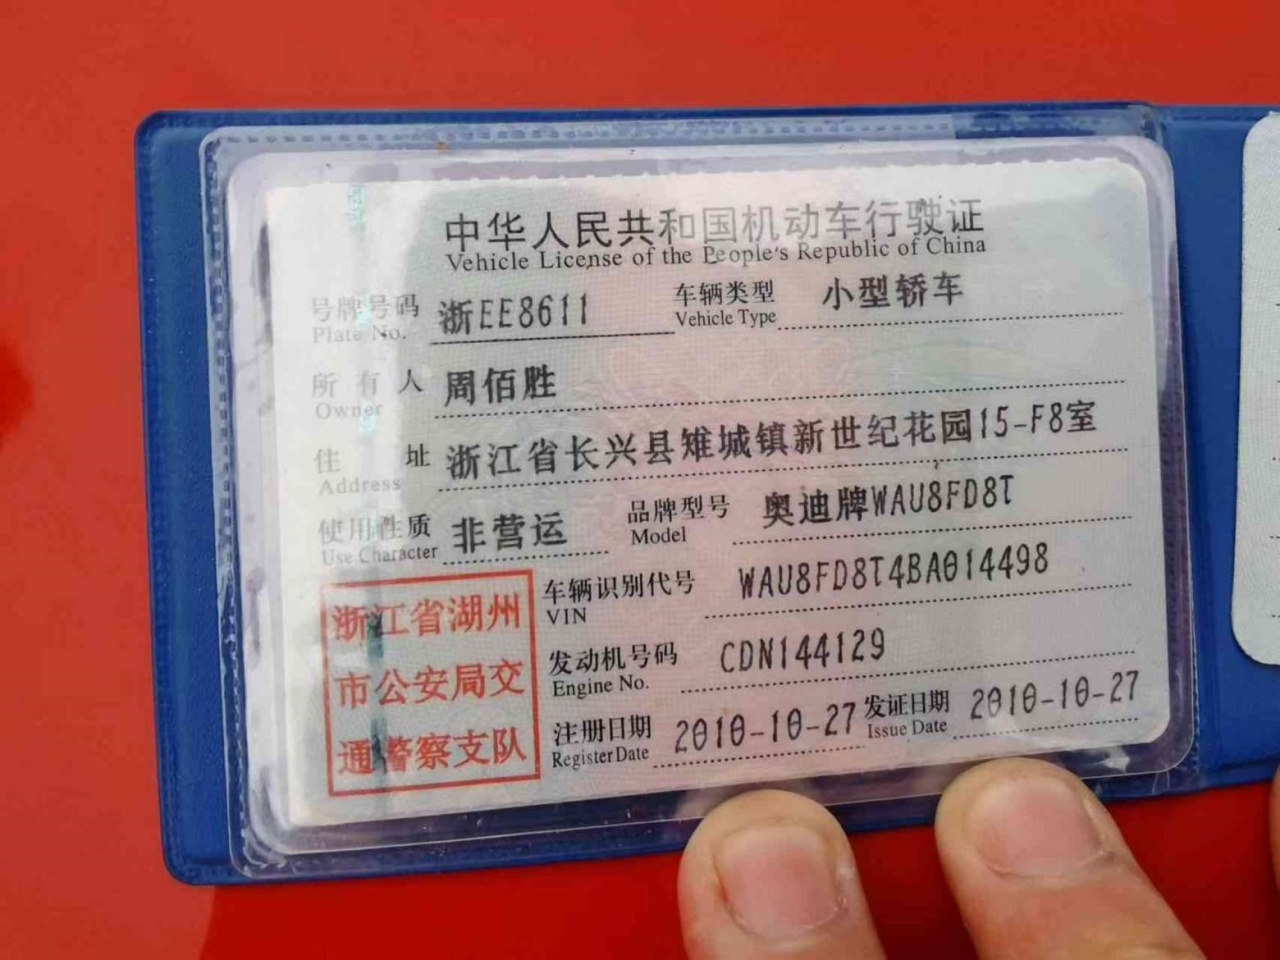 中华人民共和国机动车行驶证
Vehicle License of the People's Republic of China
号牌号码 浙EE8611 车辆类型 小型轿车
Plate No. Vehicle Type
所有人 周佰胜
Owner
住址 浙江省长兴县雉城镇新世纪花园15-F8室
Address
使用性质 非营运 品牌型号 奥迪牌WAU8FD8T
Use Character Model
车辆识别代号 WAU8FD8T4BA014498
VIN
发动机号码 CDN144129
Engine No.
注册日期 2010-10-27 发证日期 2010-10-27
Register Date Issue Date
浙江省湖州
市公安局交
通警察支队